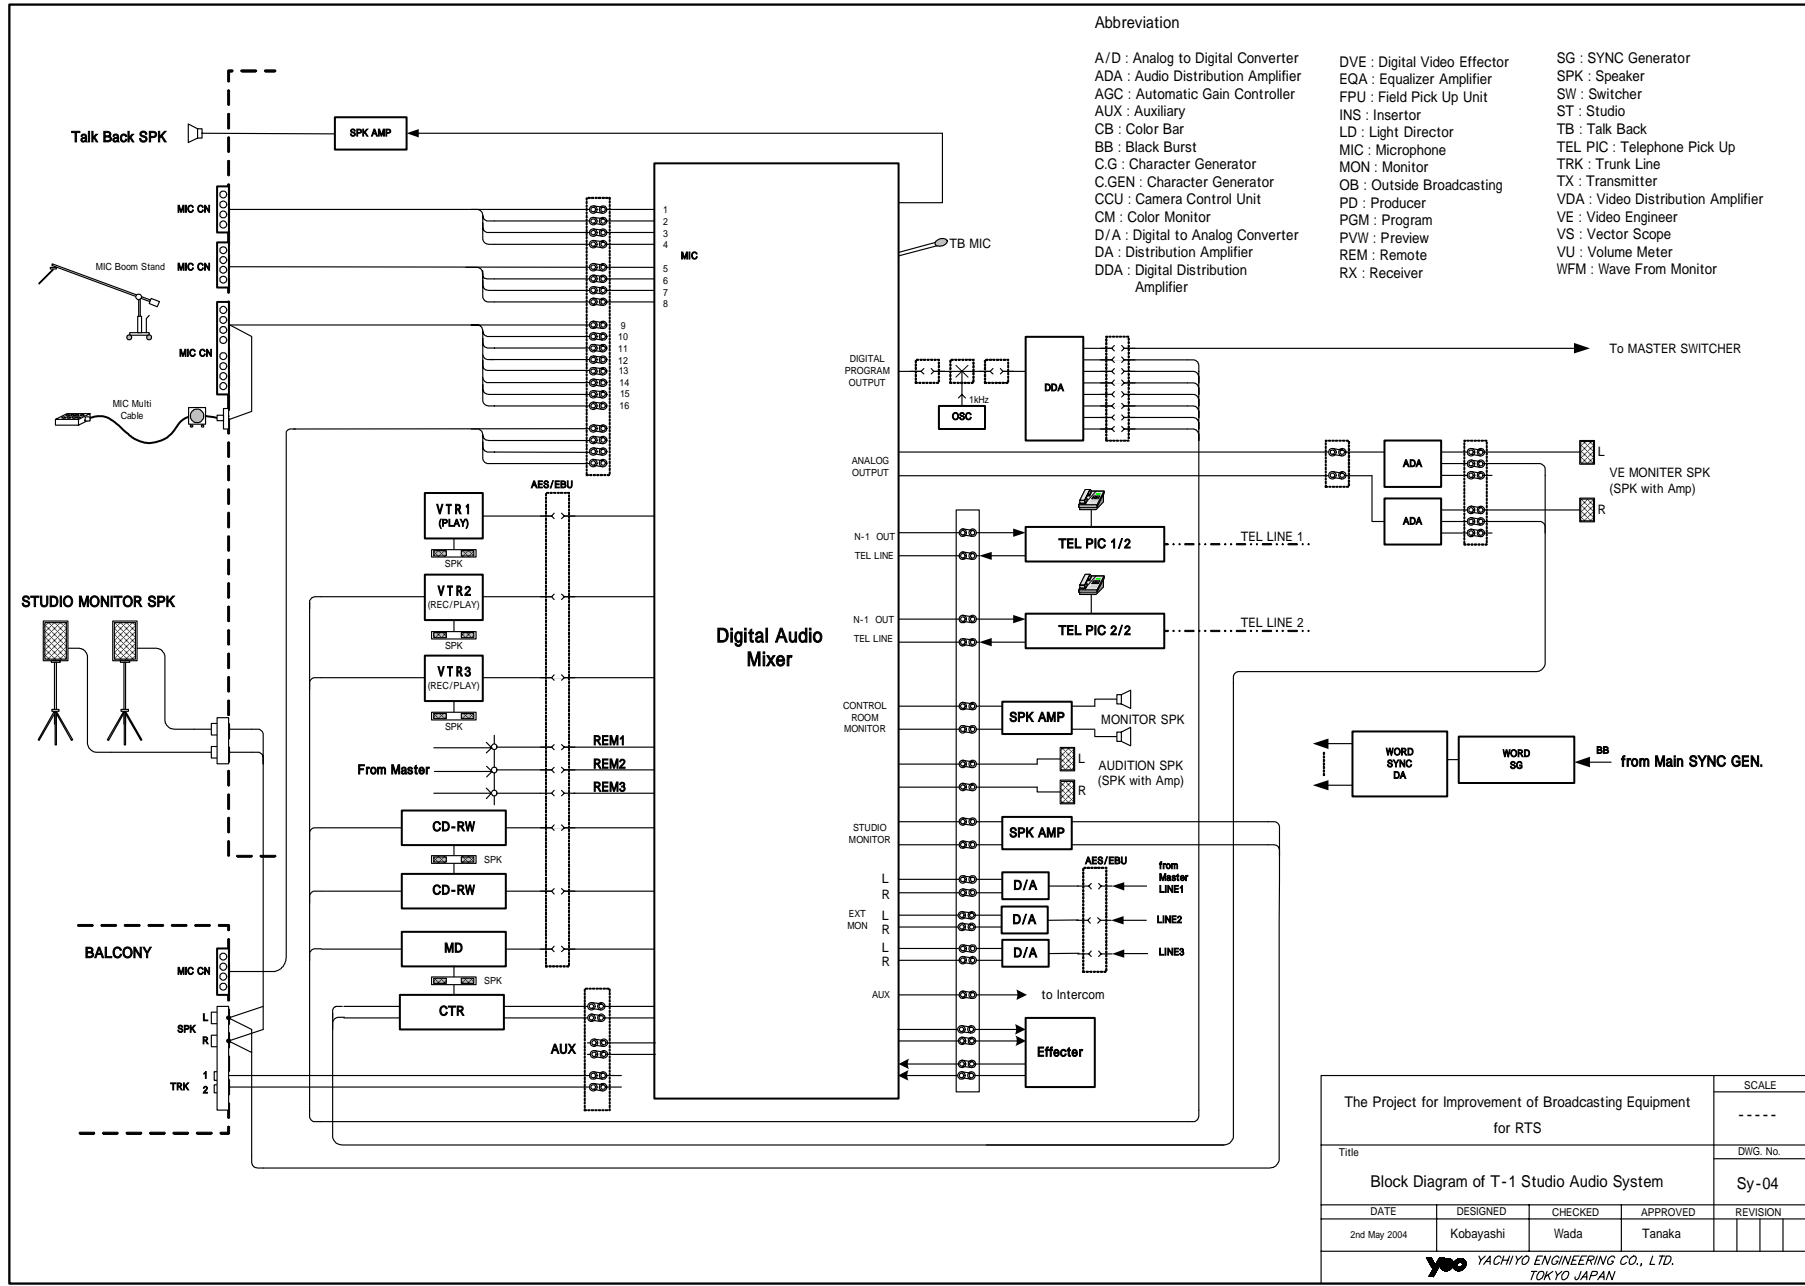 Abbreviation
A/D : Analog to Digital Converter
ADA : Audio Distribution Amplifier
AGC : Automatic Gain Controller
AUX : Auxiliary
CB : Color Bar
BB : Black Burst
C.G : Character Generator
C.GEN : Character Generator
CCU : Camera Control Unit
CM : Color Monitor
D/A : Digital to Analog Converter
DA : Distribution Amplifier
DDA : Digital Distribution
Amplifier
DVE : Digital Video Effector
EQA : Equalizer Amplifier
FPU : Field Pick Up Unit
INS : Insertor
LD : Light Director
MIC : Microphone
MON : Monitor
OB : Outside Broadcasting
PD : Producer
PGM : Program
PVW : Preview
REM : Remote
RX : Receiver
SG : SYNC Generator
SPK : Speaker
SW : Switcher
ST : Studio
TB : Talk Back
TEL PIC : Telephone Pick Up
TRK : Trunk Line
TX : Transmitter
VDA : Video Distribution Amplifier
VE : Video Engineer
VS : Vector Scope
VU : Volume Meter
WFM : Wave From Monitor
Talk Back SPK
SPK AMP
MIC CN
MIC Boom Stand
MIC CN
MIC CN
MIC Multi
Cable
1
2
3
4
MIC
5
6
7
8
9
10
11
12
13
14
15
16
TB MIC
DIGITAL
PROGRAM
OUTPUT
1kHz
OSC
DDA
To MASTER SWITCHER
ANALOG
OUTPUT
ADA
ADA
L
VE MONITER SPK
(SPK with Amp)
R
AES/EBU
VTR1
(PLAY)
SPK
VTR2
(REC/PLAY)
SPK
VTR3
(REC/PLAY)
SPK
STUDIO MONITOR SPK
Digital Audio
Mixer
N-1 OUT
TEL LINE
TEL PIC 1/2
TEL LINE 1
N-1 OUT
TEL LINE
TEL PIC 2/2
TEL LINE 2
CONTROL
ROOM
MONITOR
SPK AMP
MONITOR SPK
L
AUDITION SPK
(SPK with Amp)
R
WORD
SYNC
DA
WORD
SG
BB
from Main SYNC GEN.
From Master
REM1
REM2
REM3
CD-RW
SPK
CD-RW
MD
SPK
CTR
AUX
STUDIO
MONITOR
SPK AMP
AES/EBU
from
Master
LINE1
L
R
D/A
EXT
MON
L
R
D/A
LINE2
L
R
D/A
LINE3
AUX
to Intercom
Effecter
BALCONY
MIC CN
L
SPK
R
1
TRK
2
The Project for Improvement of Broadcasting Equipment
for RTS
SCALE
-----
Title
Block Diagram of T-1 Studio Audio System
DWG. No.
Sy-04
DATE
DESIGNED
CHECKED
APPROVED
REVISION
2nd May 2004
Kobayashi
Wada
Tanaka
yeo YACHIYO ENGINEERING CO., LTD.
TOKYO JAPAN